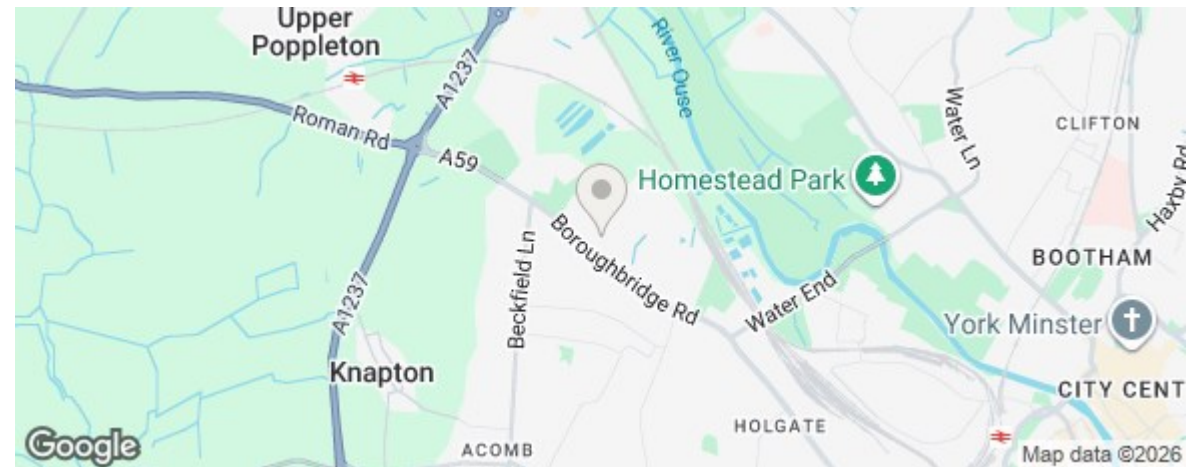 Upper
Poppleton
A1237
River Ouse
Water Ln
CLIFTON
Roman Rd
A59
Homestead Park
Haxby Rd
Beckfield Ln
Boroughbridge Rd
BOOTHAM
A1237
Water End
York Minster
Knapton
CITY CENT
HOLGATE
ACOMB
Google
Map data ©2026